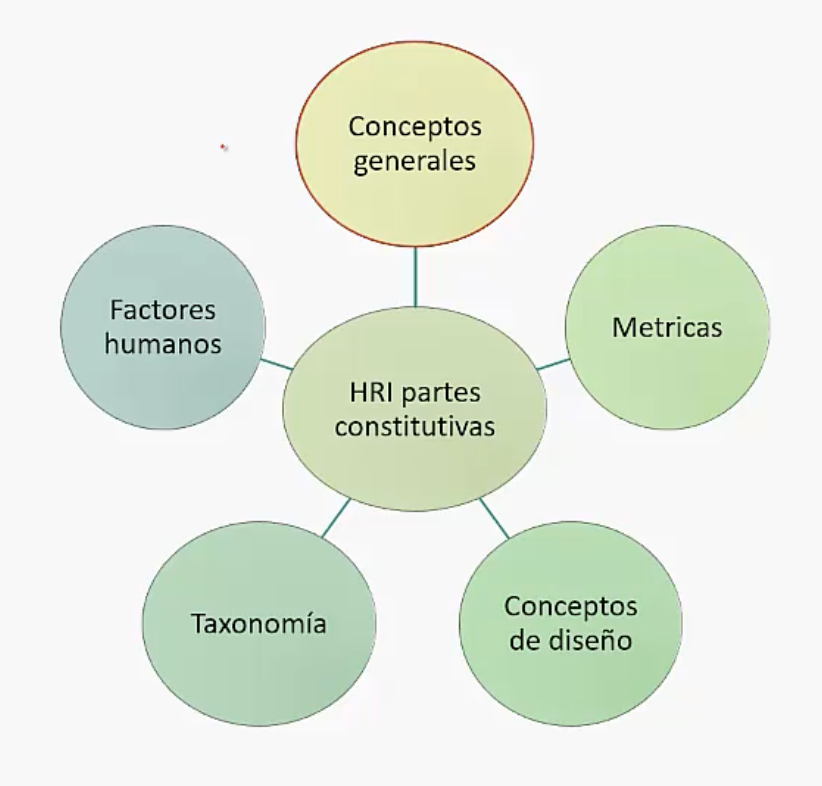 Conceptos
generales
Factores
humanos
Metricas
HRI partes
constitutivas
Taxonomía
Conceptos
de diseño